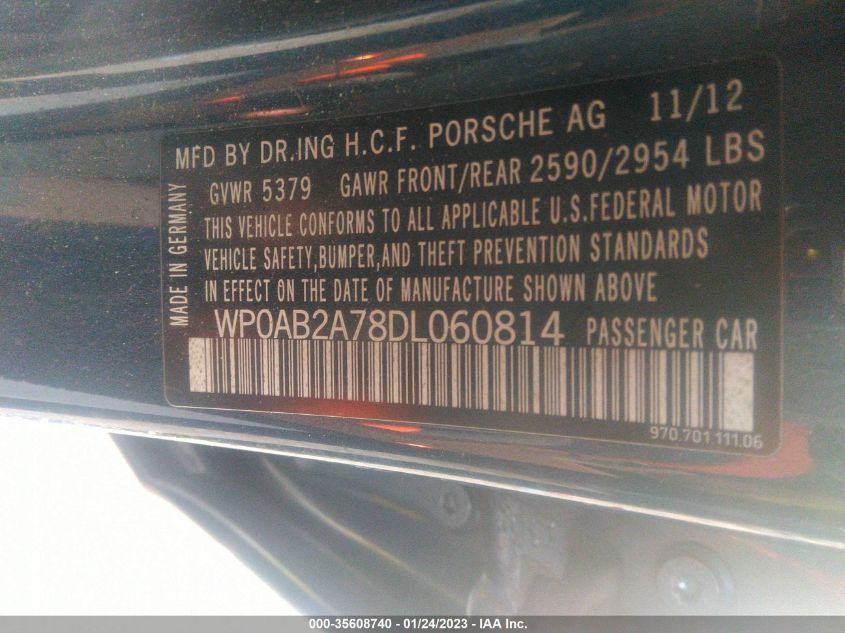 MFD BY DR.ING H.C.F. PORSCHE AG 11/12
GVWR 5379 GAWR FRONT/REAR 2590/2954 LBS
THIS VEHICLE CONFORMS TO ALL APPLICABLE U.S.FEDERAL MOTOR
VEHICLE SAFETY,BUMPER,AND THEFT PREVENTION STANDARDS
IN EFFECT ON THE DATE OF MANUFACTURE SHOWN ABOVE
MADE IN GERMANY
WP0AB2A78DL060814 PASSENGER CAR
970.701 111.06
000-35608740 - 01/24/2023 - IAA Inc.